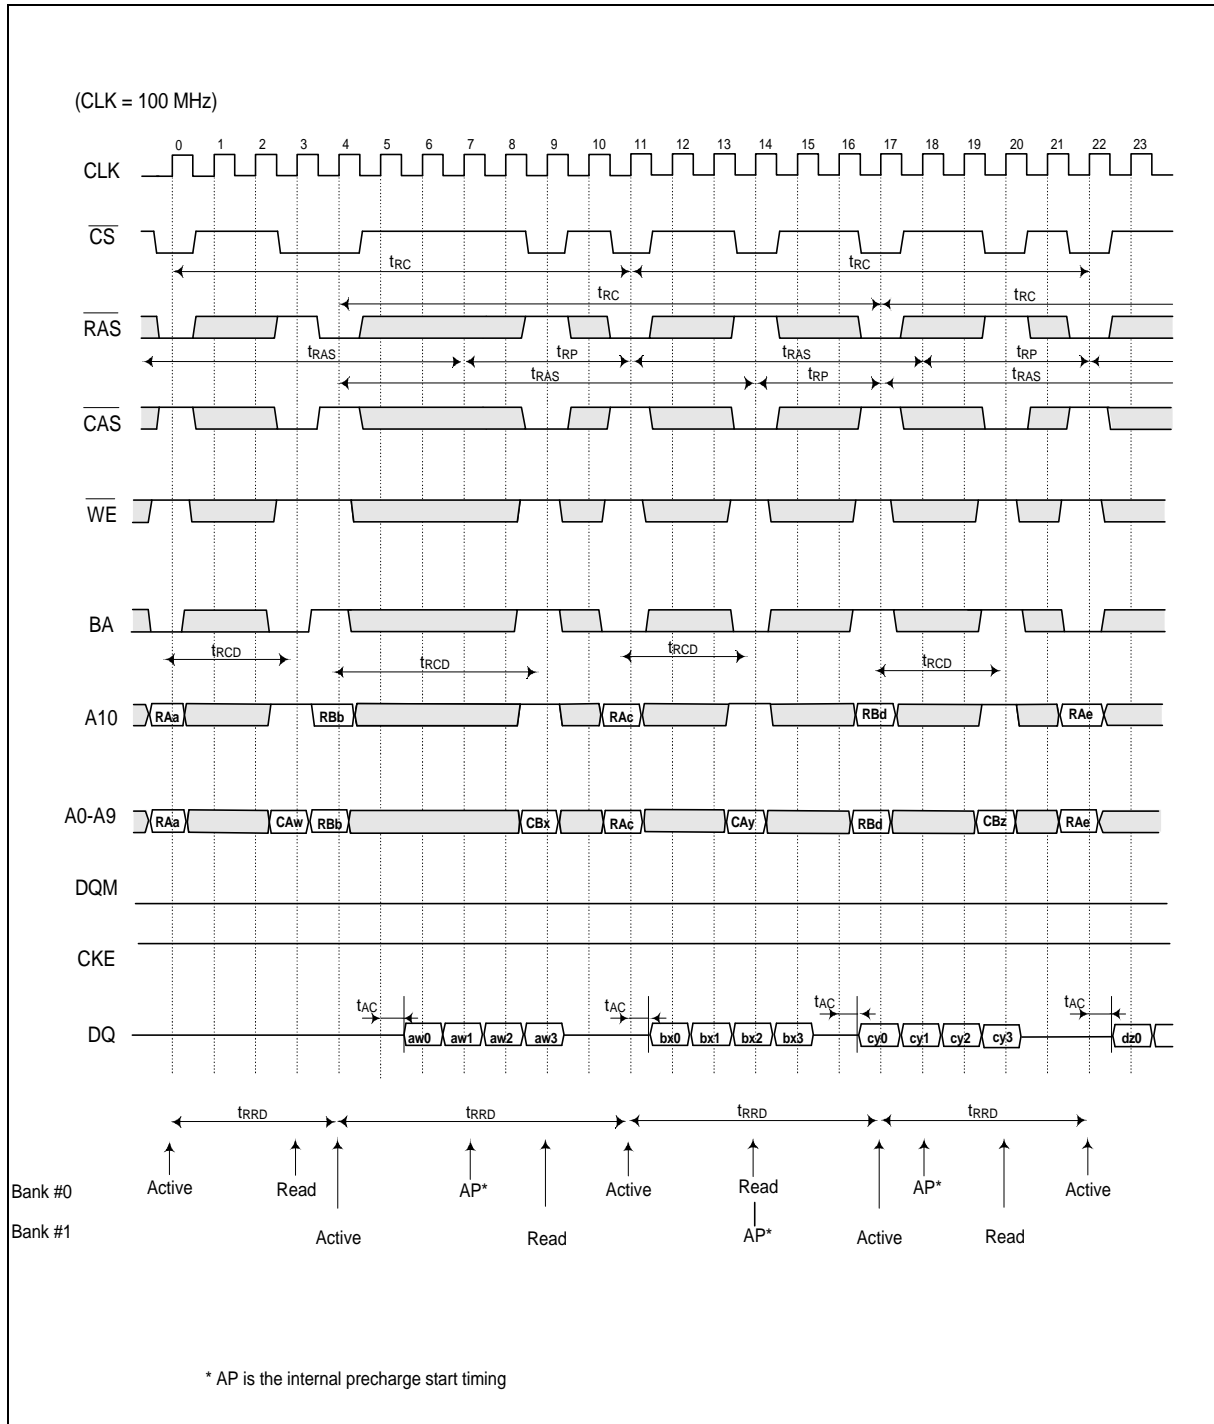 (CLK = 100 MHz)
0 1 2 3 4 5 6 7 8 9 10 11 12 13 14 15 16 17 18 19 20 21 22 23
CLK
CS
tRC tRC
tRC tRC
RAS
tRAS tRP tRAS tRP
tRAS tRP tRAS
CAS
WE
BA
tRCD tRCD tRCD tRCD
A10 RAa RBb RAc RBd RAe
A0-A9 RAa CAw RBb CBx RAc CAy RBd CBz RAe
DQM
CKE
tAC tAC tAC tAC
DQ aw0 aw1 aw2 aw3 bx0 bx1 bx2 bx3 cy0 cy1 cy2 cy3 dz0
tRRD tRRD tRRD tRRD
Bank #0 Active Read AP* Active Read AP* Active
Bank #1 Active Read AP* Active Read
* AP is the internal precharge start timing